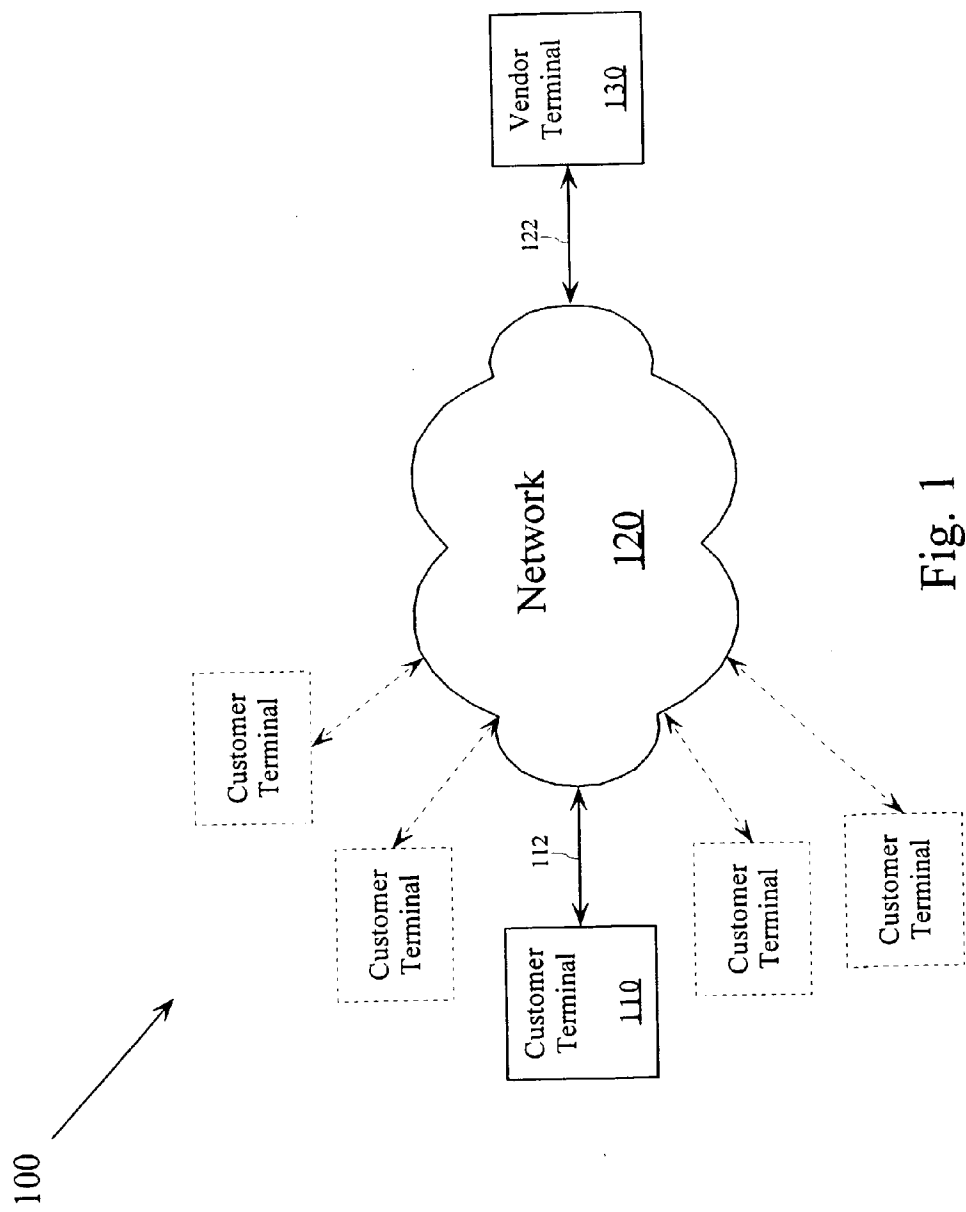 100
Customer
Terminal
Customer
Terminal
112
Customer
Terminal
110
Customer
Terminal
Customer
Terminal
Network
120
122
Vendor
Terminal
130
Fig. 1